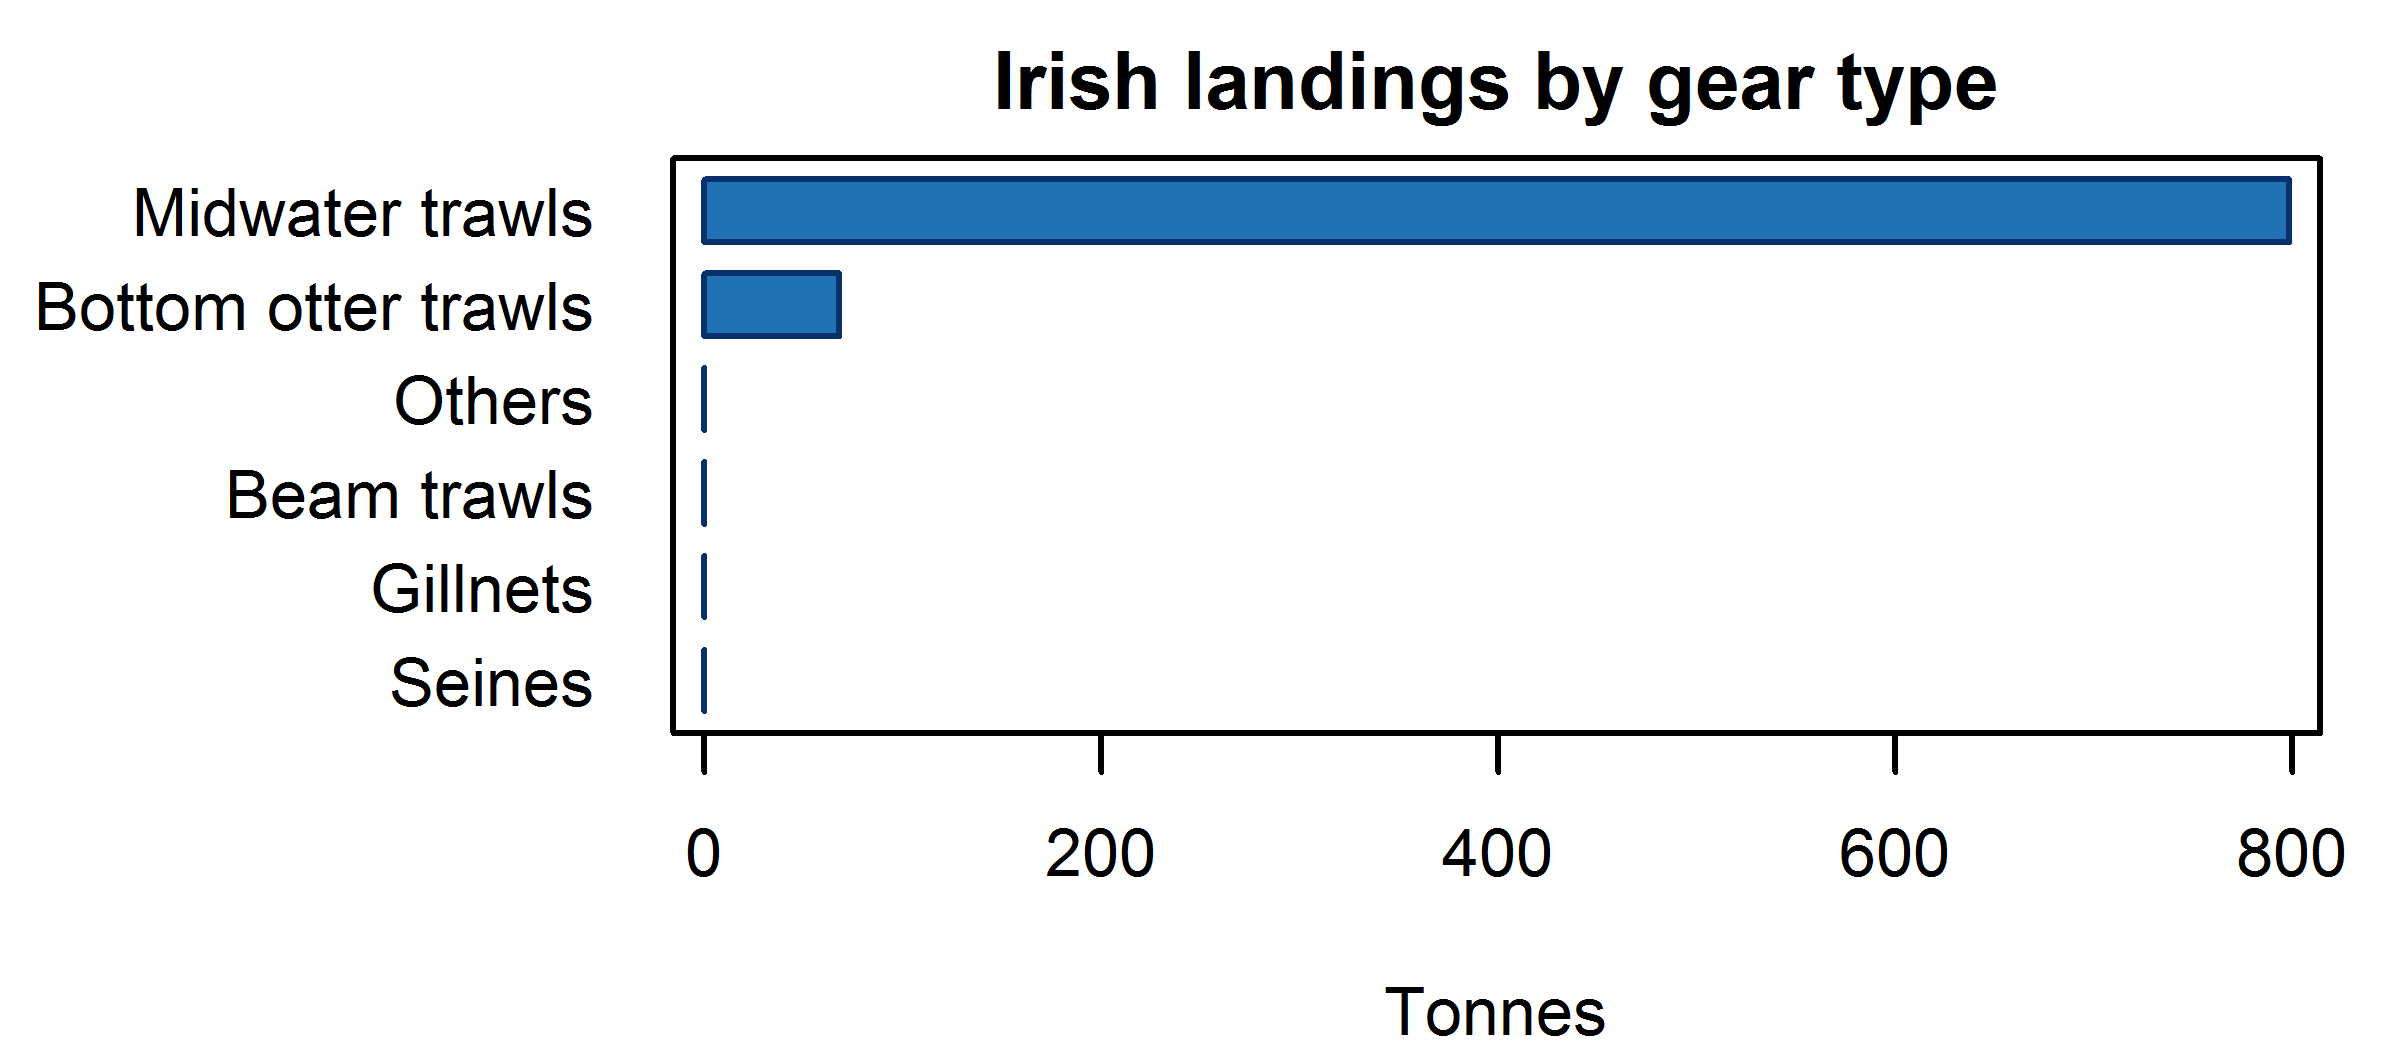 Irish landings by gear type
Midwater trawls
Bottom otter trawls
Others
Beam trawls
Gillnets
Seines
0 200 400 600 800
Tonnes